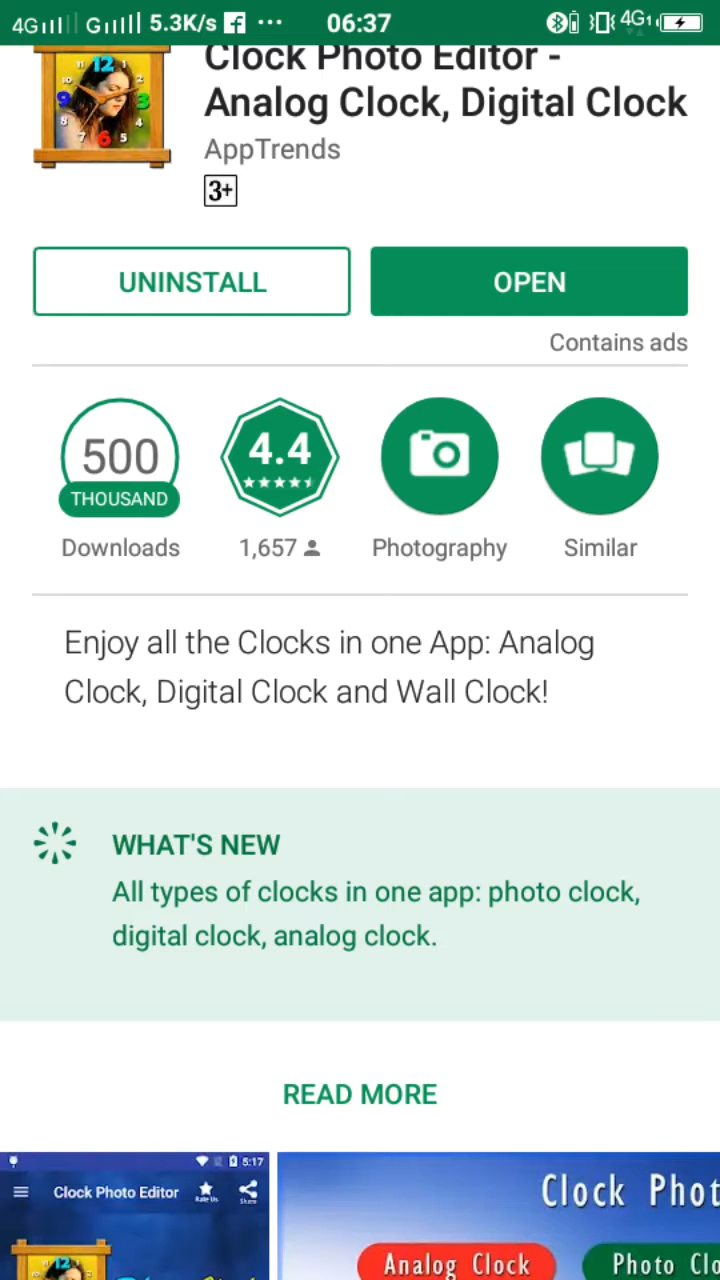 4G G 5.3K/s ... 06:37 4G1
Clock Photo Editor -
Analog Clock, Digital Clock
AppTrends
3+
UNINSTALL OPEN
Contains ads
500 4.4
THOUSAND
Downloads 1,657 Photography Similar
Enjoy all the Clocks in one App: Analog
Clock, Digital Clock and Wall Clock!
WHAT'S NEW
All types of clocks in one app: photo clock,
digital clock, analog clock.
READ MORE
5:17
Clock Photo Editor Rate Us Share
Clock Phot
Analog Clock Photo Clo